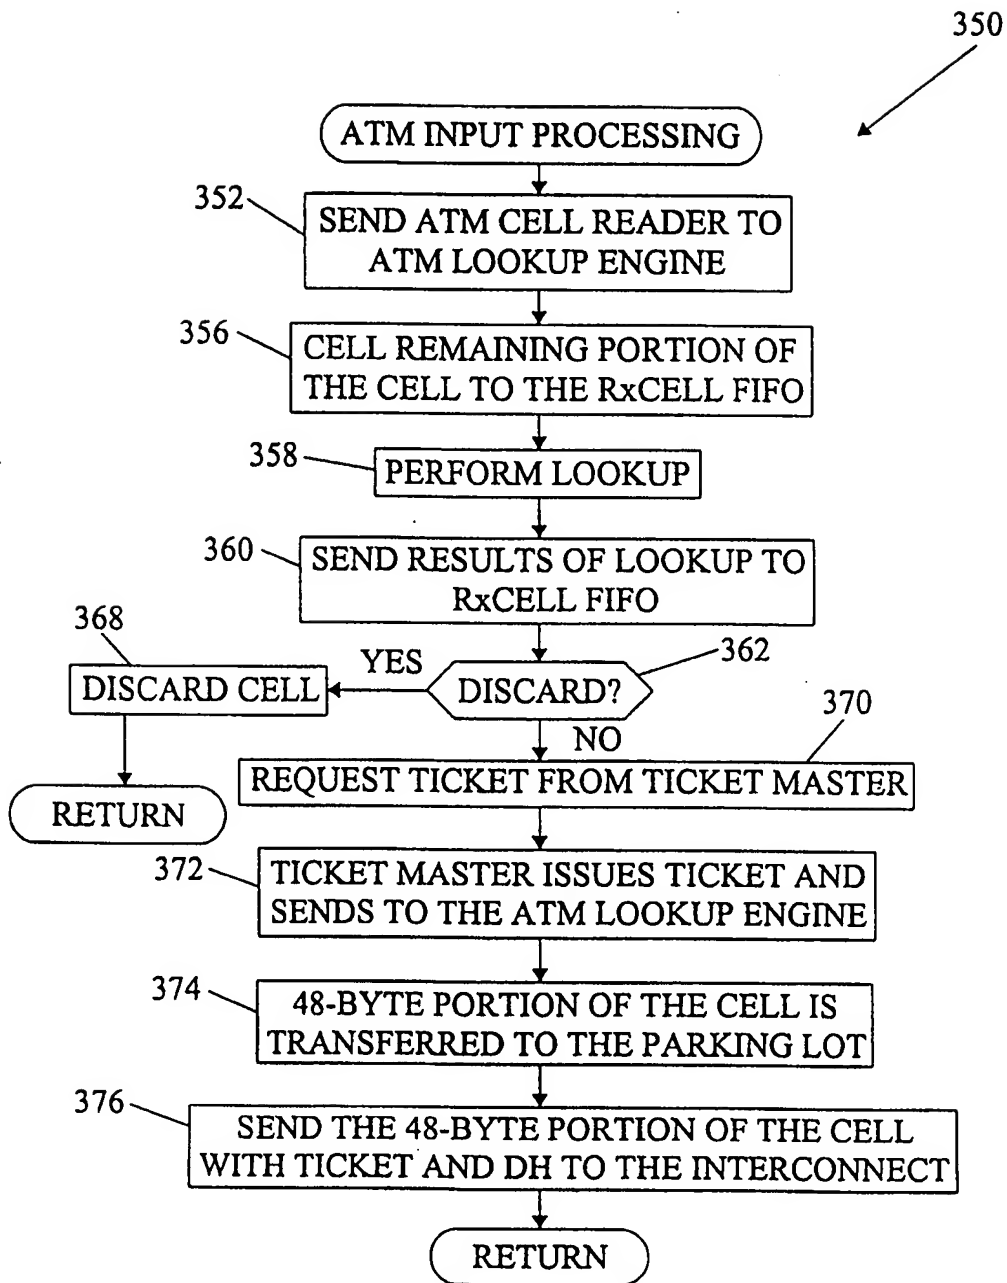 350
ATM INPUT PROCESSING
352
SEND ATM CELL READER TO
ATM LOOKUP ENGINE
356
CELL REMAINING PORTION OF
THE CELL TO THE RxCELL FIFO
358
PERFORM LOOKUP
360
SEND RESULTS OF LOOKUP TO
RxCELL FIFO
368
YES
362
DISCARD CELL
DISCARD?
370
NO
REQUEST TICKET FROM TICKET MASTER
RETURN
372
TICKET MASTER ISSUES TICKET AND
SENDS TO THE ATM LOOKUP ENGINE
374
48-BYTE PORTION OF THE CELL IS
TRANSFERRED TO THE PARKING LOT
376
SEND THE 48-BYTE PORTION OF THE CELL
WITH TICKET AND DH TO THE INTERCONNECT
RETURN